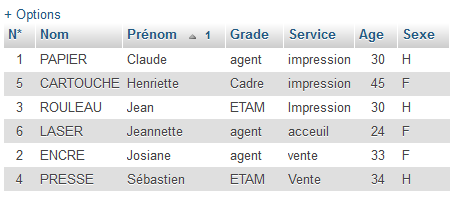 + Options
N* Nom Prénom 1 Grade Service Age Sexe
1 PAPIER Claude agent impression 30 H
5 CARTOUCHE Henriette Cadre impression 45 F
3 ROULEAU Jean ETAM Impression 30 H
6 LASER Jeannette agent acceuil 24 F
2 ENCRE Josiane agent vente 33 F
4 PRESSE Sébastien ETAM Vente 34 H